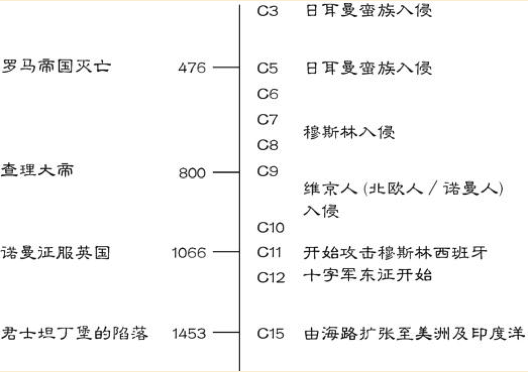 C3 日耳曼蛮族入侵
罗马帝国灭亡 476 C5 日耳曼蛮族入侵
C6
C7
穆斯林入侵
C8
查理大帝 800 C9
维京人 (北欧人 / 诺曼人)
入侵
C10
诺曼征服英国 1066 C11 开始攻击穆斯林西班牙
C12 十字军东征开始
君士坦丁堡的陷落 1453 C15 由海路扩张至美洲及印度洋